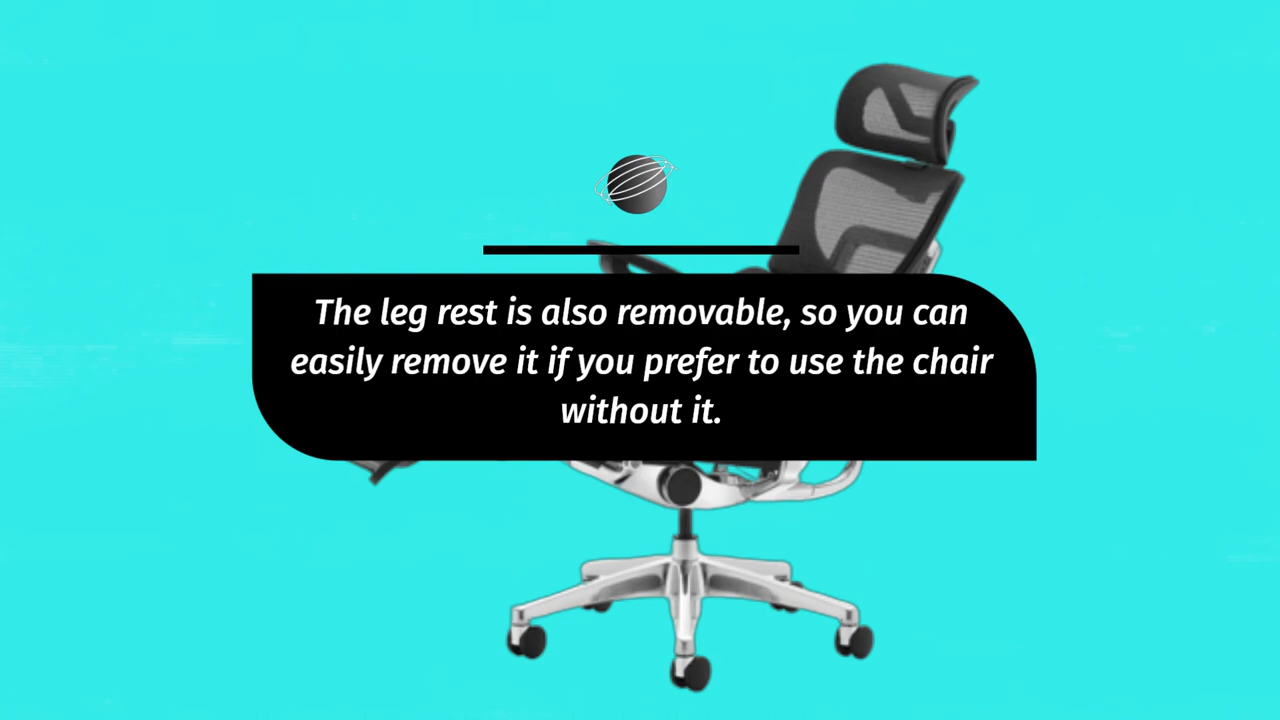 The leg rest is also removable, so you can
easily remove it if you prefer to use the chair
without it.